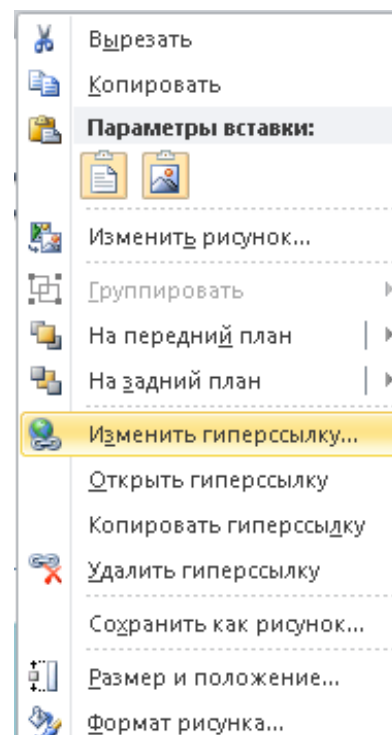 Вырезать
Копировать
Параметры вставки:
Изменить рисунок...
Группировать
На передний план
На задний план
Изменить гиперссылку...
Открыть гиперссылку
Копировать гиперссылку
Удалить гиперссылку
Сохранить как рисунок...
Размер и положение...
Формат рисунка...